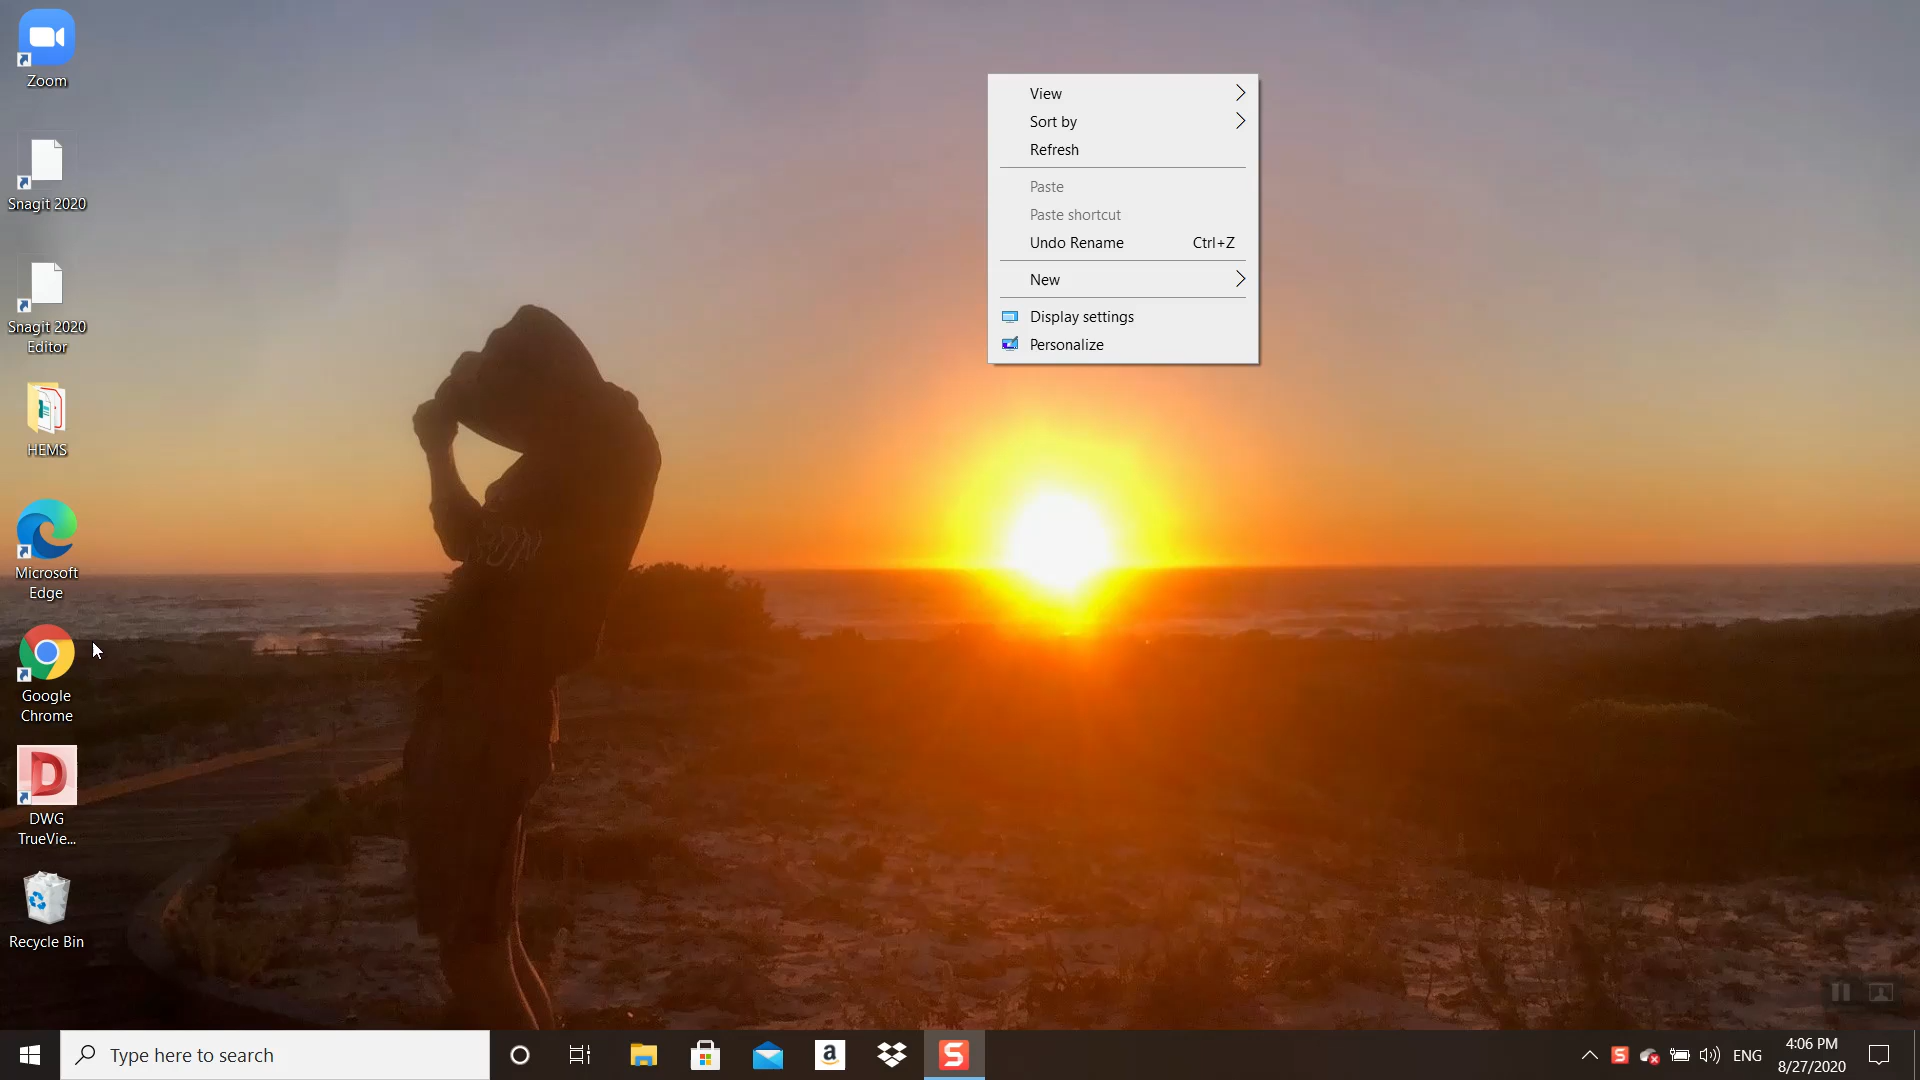 Zoom
Snagit 2020
Snagit 2020
Editor
HEMS
Microsoft
Edge
Google
Chrome
DWG
TrueVie...
Recycle Bin
View
Sort by
Refresh
Paste
Paste shortcut
Undo Rename Ctrl+Z
New
Display settings
Personalize
Type here to search
ENG
4:06 PM
8/27/2020